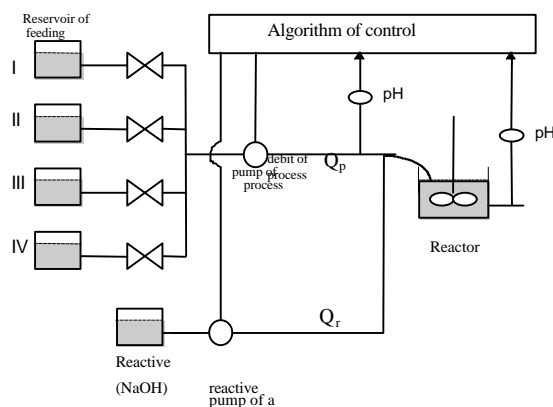 Reservoir of
feeding
Algorithm of control
I
II
III
IV
pH
pH
debit of
process
pump of
process
Qp
Reactor
Qr
Reactive
(NaOH)
reactive
pump of a